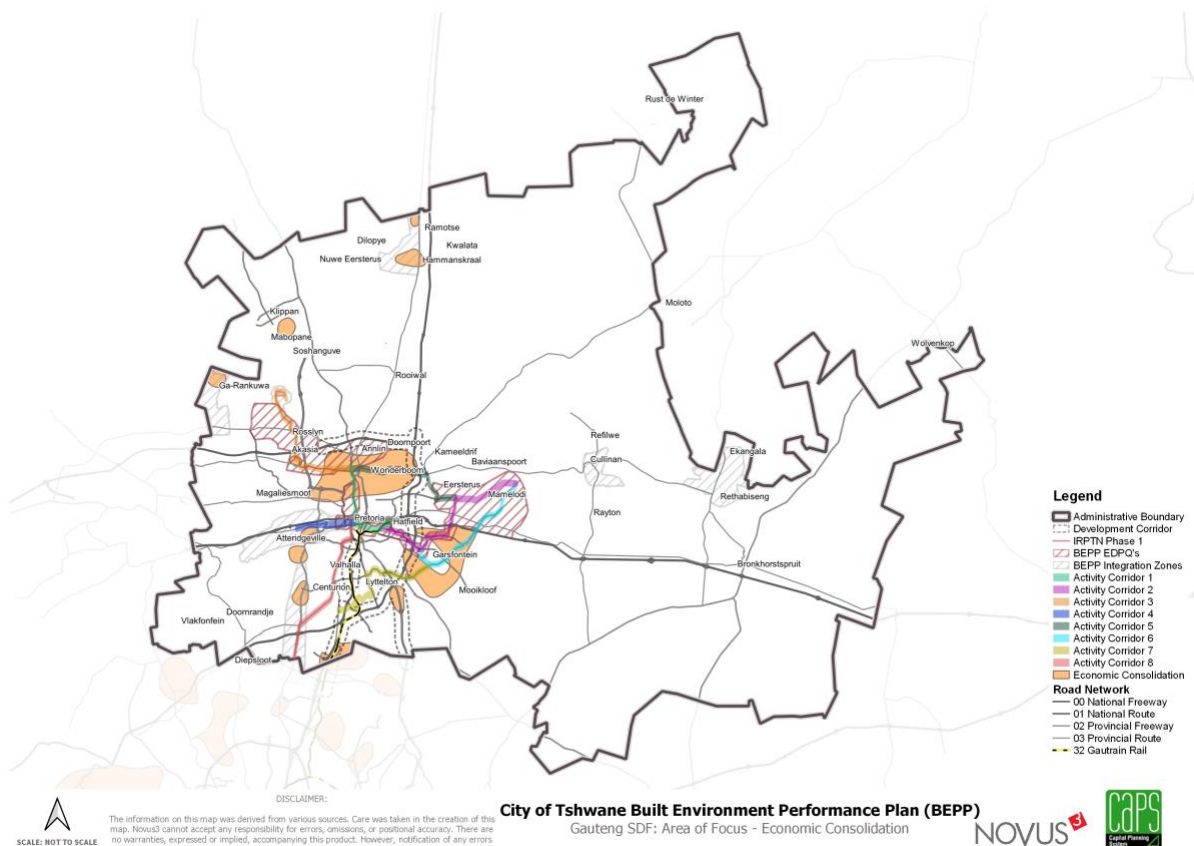 Rust de Winter
Ramotse
Dilopye
Kwalata
Nuwe Eersterus
Hammanskraal
Moloto
Klippan
Mabopane
Soshanguve
Wolvenkop
Rooiwal
Ga-Rankuwa
Rosslyn
Refilwe
Doornpoort
Akasia
Annlin
Kameeldrif
Ekangala
Baviaanspoort
Cullinan
Wonderboom
Eersterus
Magaliesmoot
Mamelodi
Rethabiseng
Rayton
Pretoria
Hatfield
Atteridgeville
Garsfontein
Valhalla
Bronkhorstspruit
Lyttelton
Centurion
Mooikloof
Doornrandje
Vlakfonfein
Diepsloot
Legend
Administrative Boundary
Development Corridor
IRPTN Phase 1
BEPP EDPQ's
BEPP Integration Zones
Activity Corridor 1
Activity Corridor 2
Activity Corridor 3
Activity Corridor 4
Activity Corridor 5
Activity Corridor 6
Activity Corridor 7
Activity Corridor 8
Economic Consolidation
Road Network
00 National Freeway
01 National Route
02 Provincial Freeway
03 Provincial Route
32 Gautrain Rail
SCALE: NOT TO SCALE
DISCLAIMER:
The information on this map was derived from various sources. Care was taken in the creation of this
map. Novus3 cannot accept any responsibility for errors, omissions, or positional accuracy. There are
no warranties, expressed or implied, accompanying this product. However, notification of any errors
City of Tshwane Built Environment Performance Plan (BEPP)
Gauteng SDF: Area of Focus - Economic Consolidation
NOVUS3
CAPS
Capital Planning
System